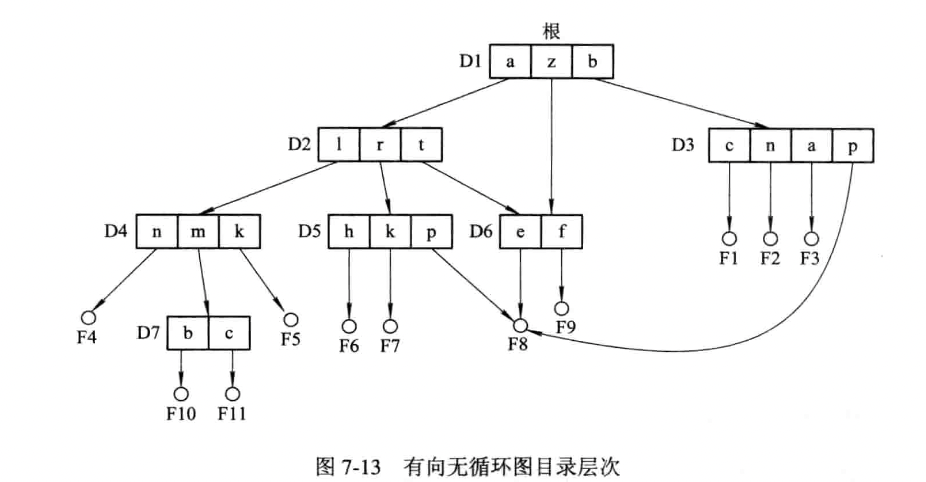 根
D1 a z b
D2 l r t
D3 c n a p
D4 n m k
D5 h k p
D6 e f
F1 F2 F3
F4
D7 b c
F5
F6 F7
F8
F9
F10 F11
图 7-13 有向无循环图目录层次